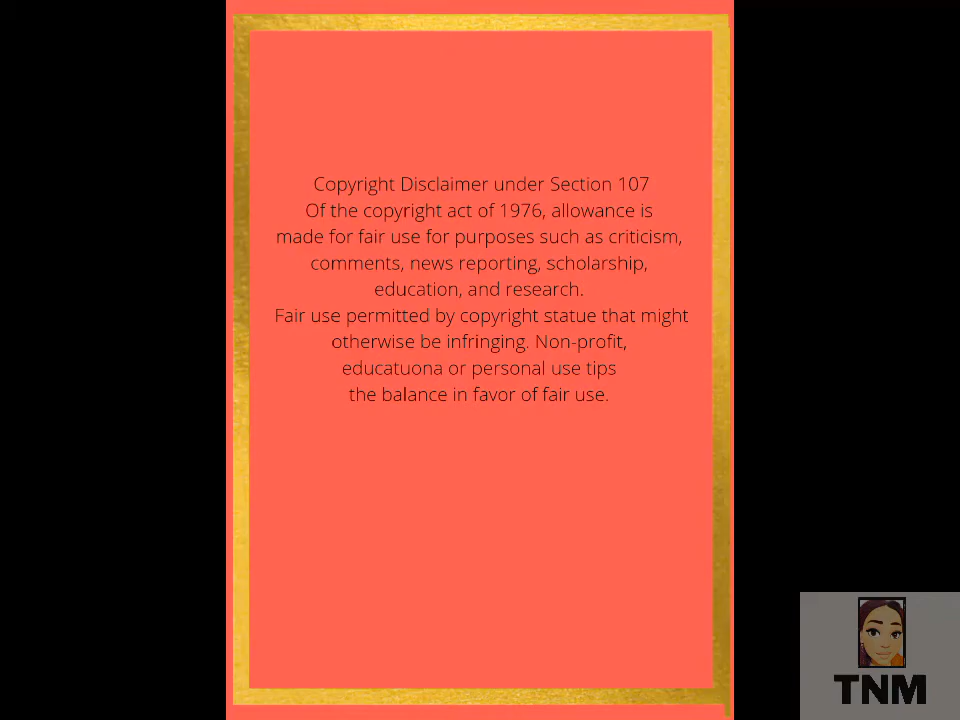 Copyright Disclaimer under Section 107
Of the copyright act of 1976, allowance is
made for fair use for purposes such as criticism,
comments, news reporting, scholarship,
education, and research.
Fair use permitted by copyright statue that might
otherwise be infringing. Non-profit,
educatuona or personal use tips
the balance in favor of fair use.
TNM